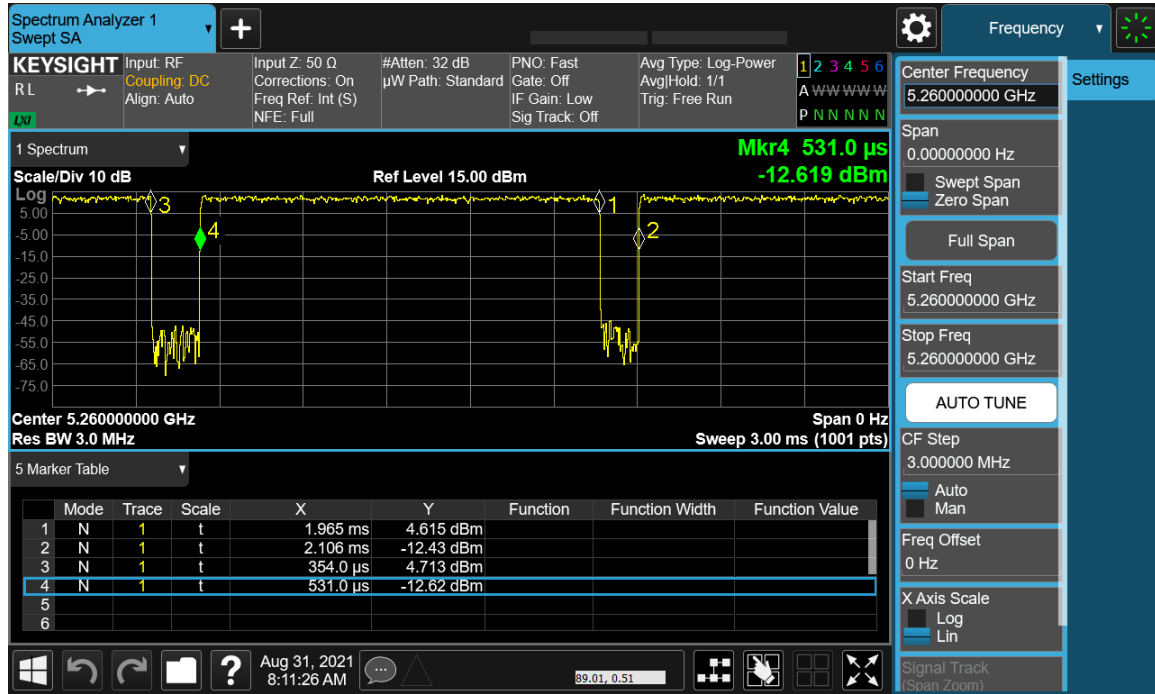 Spectrum Analyzer 1
Swept SA
Frequency
KEYSIGHT
R L
LXI
Input: RF
Coupling: DC
Align: Auto
Input Z: 50 Ω
Corrections: On
Freq Ref: Int (S)
NFE: Full
#Atten: 32 dB
µW Path: Standard
PNO: Fast
Gate: Off
IF Gain: Low
Sig Track: Off
Avg Type: Log-Power
Avg|Hold: 1/1
Trig: Free Run
1 2 3 4 5 6
A W W W W W
P N N N N N
1 Spectrum
Mkr4 531.0 µs
-12.619 dBm
Scale/Div 10 dB
Ref Level 15.00 dBm
Log
5.00
-5.00
-15.0
-25.0
-35.0
-45.0
-55.0
-65.0
-75.0
3
4
1
2
Center 5.260000000 GHz
Span 0 Hz
Res BW 3.0 MHz
Sweep 3.00 ms (1001 pts)
5 Marker Table
Mode Trace Scale X Y Function Function Width Function Value
1 N 1 t 1.965 ms 4.615 dBm
2 N 1 t 2.106 ms -12.43 dBm
3 N 1 t 354.0 µs 4.713 dBm
4 N 1 t 531.0 µs -12.62 dBm
5
6
Aug 31, 2021
8:11:26 AM
89.01, 0.51
Center Frequency
5.260000000 GHz
Settings
Span
0.00000000 Hz
Swept Span
Zero Span
Full Span
Start Freq
5.260000000 GHz
Stop Freq
5.260000000 GHz
AUTO TUNE
CF Step
3.000000 MHz
Auto
Man
Freq Offset
0 Hz
X Axis Scale
Log
Lin
Signal Track
(Span Zoom)